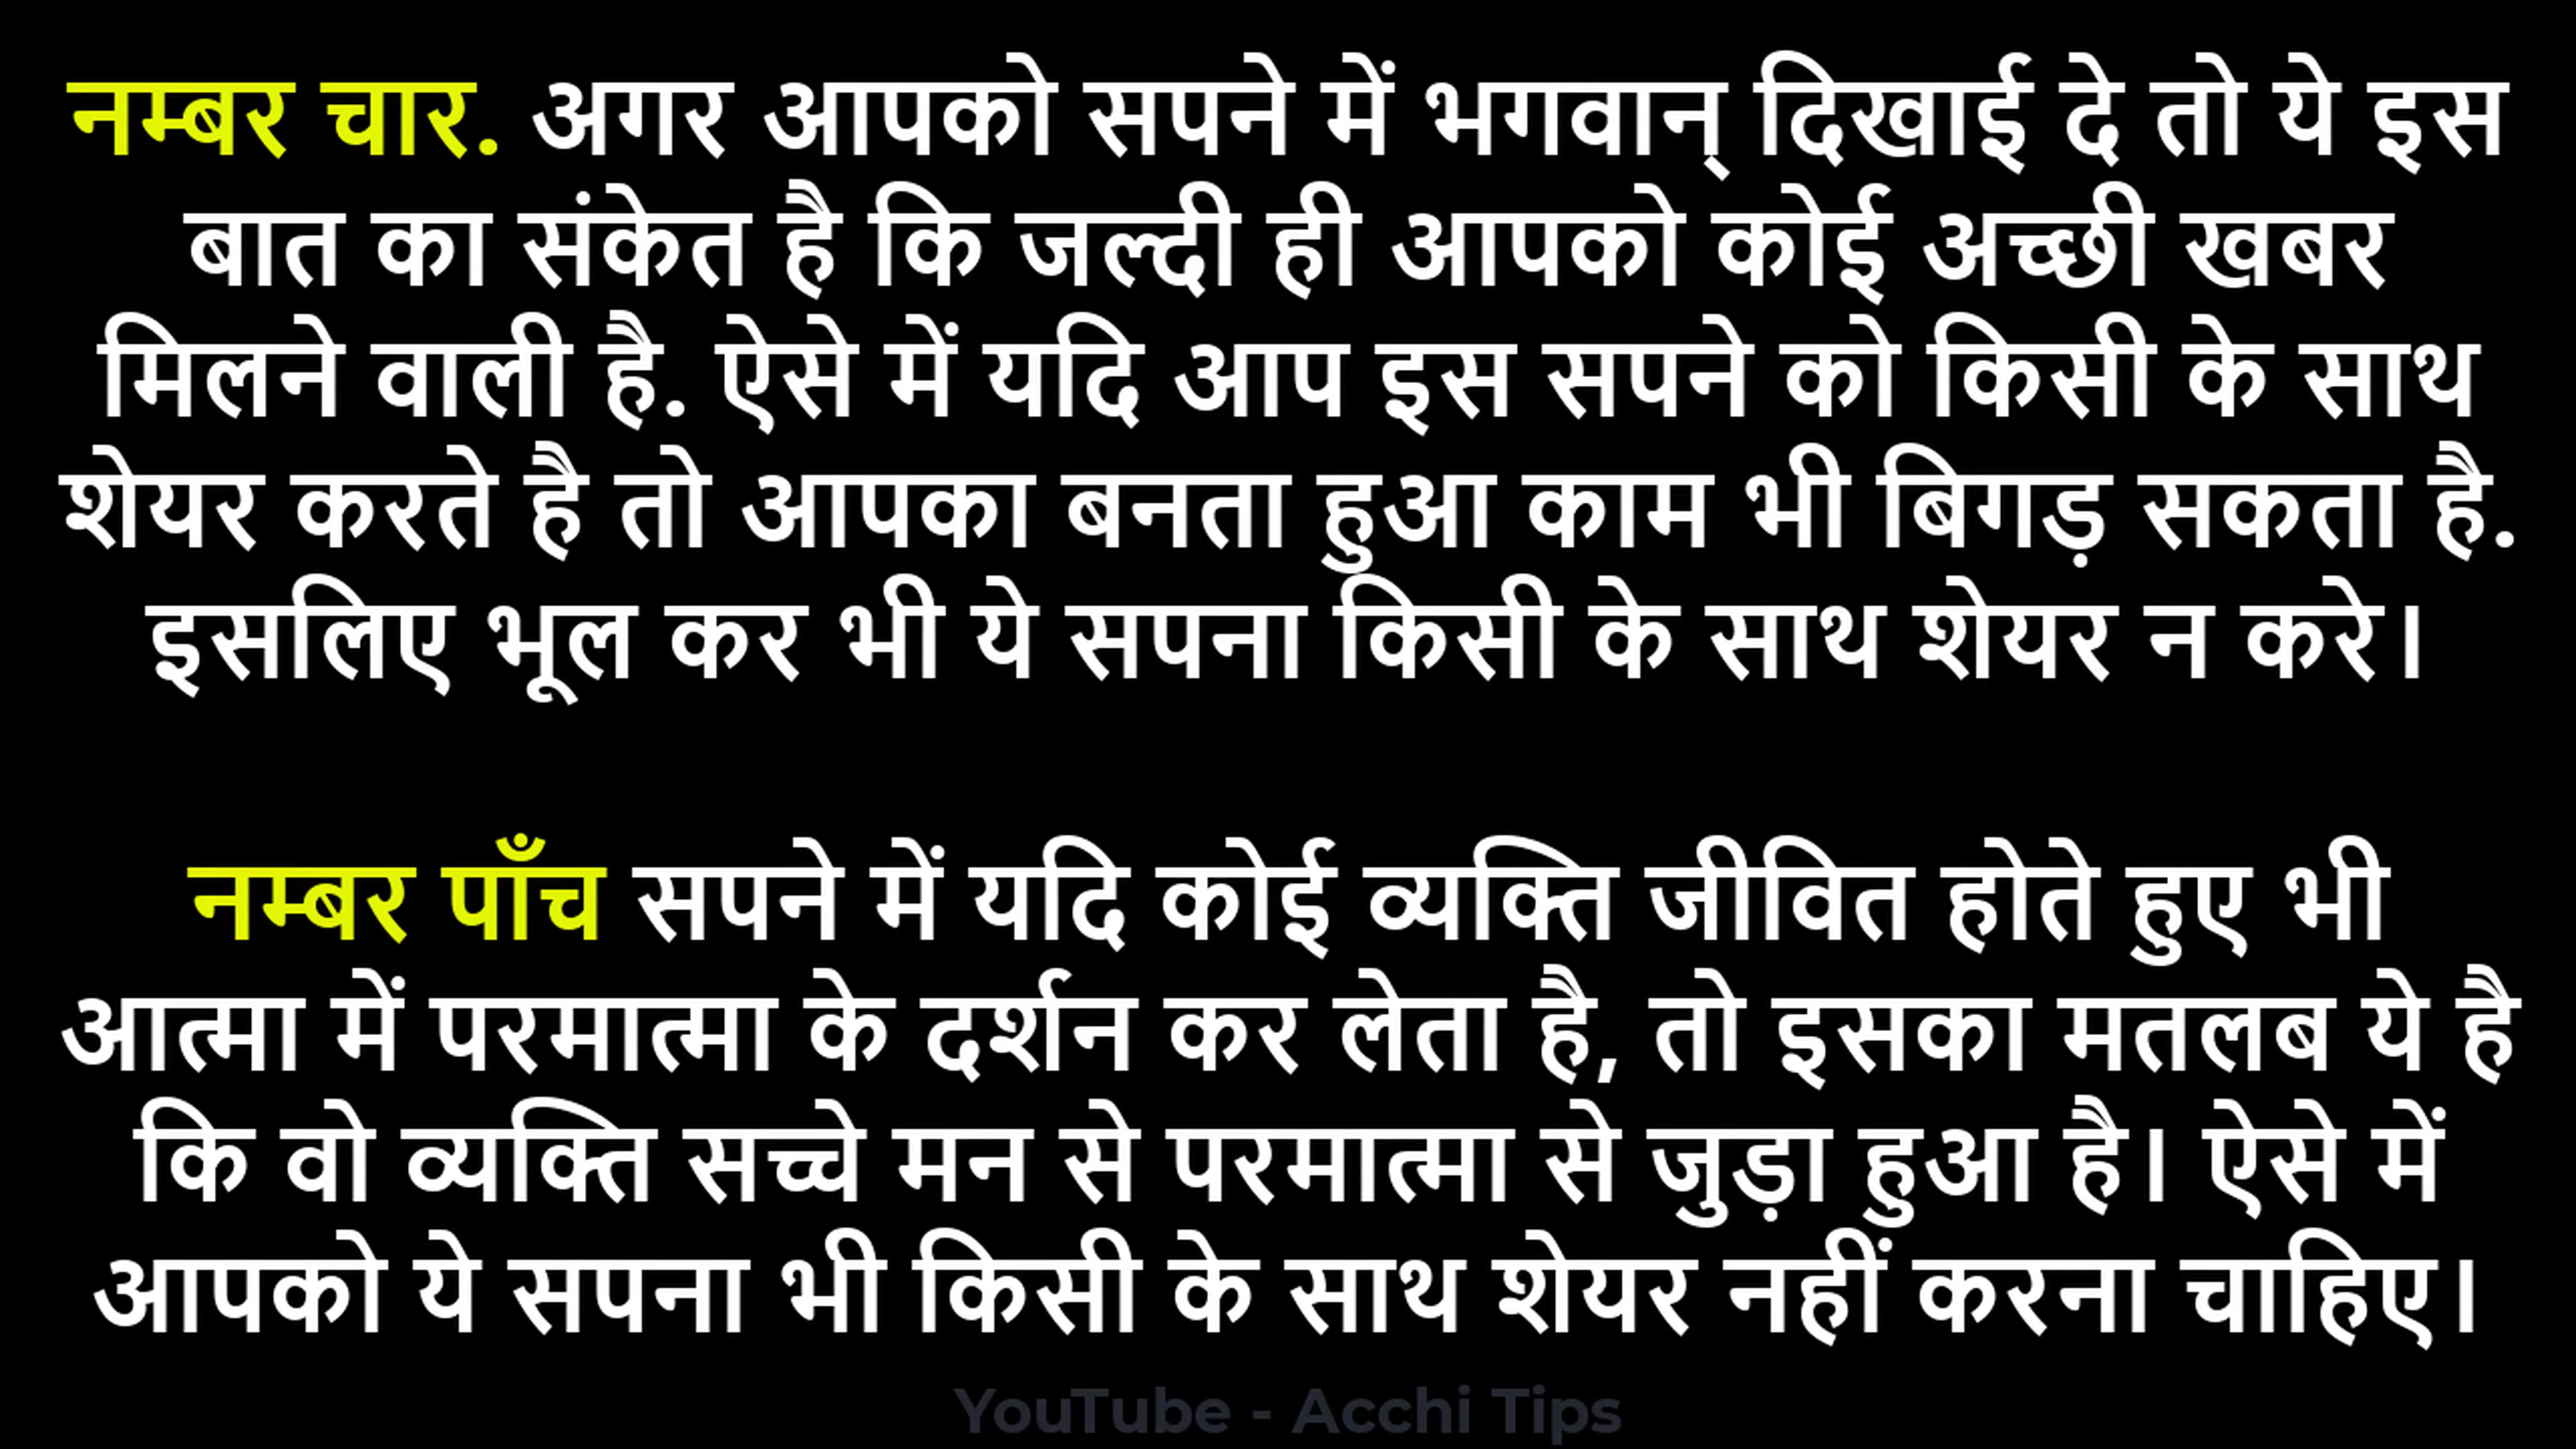 नम्बर चार. अगर आपको सपने में भगवान् दिखाई दे तो ये इस
बात का संकेत है कि जल्दी ही आपको कोई अच्छी खबर
मिलने वाली है. ऐसे में यदि आप इस सपने को किसी के साथ
शेयर करते है तो आपका बनता हुआ काम भी बिगड़ सकता है.
इसलिए भूल कर भी ये सपना किसी के साथ शेयर न करे।
नम्बर पाँच सपने में यदि कोई व्यक्ति जीवित होते हुए भी
आत्मा में परमात्मा के दर्शन कर लेता है, तो इसका मतलब ये है
कि वो व्यक्ति सच्चे मन से परमात्मा से जुड़ा हुआ है। ऐसे में
आपको ये सपना भी किसी के साथ शेयर नहीं करना चाहिए।
YouTube - Acchi Tips